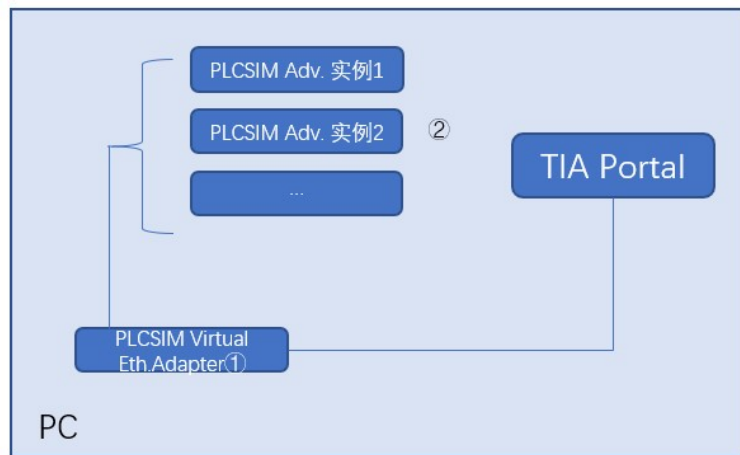 PLCSIM Adv. 实例1
PLCSIM Adv. 实例2
②
...
TIA Portal
PLCSIM Virtual
Eth.Adapter①
PC